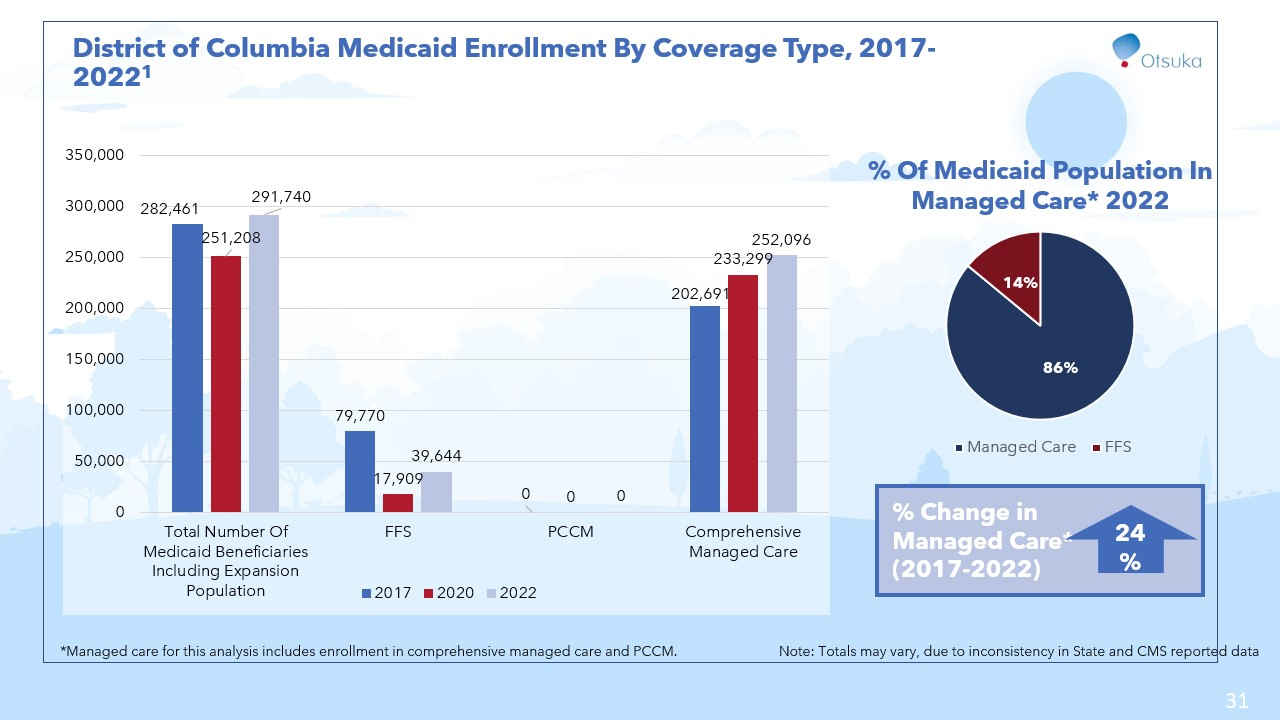 District of Columbia Medicaid Enrollment By Coverage Type, 2017-
2022¹
Otsuka
350,000
300,000
250,000
200,000
150,000
100,000
50,000
0
282,461
251,208
291,740
79,770
17,909
39,644
0
0
0
202,691
233,299
252,096
Total Number Of
Medicaid Beneficiaries
Including Expansion
Population
FFS
PCCM
Comprehensive
Managed Care
2017 2020 2022
% Of Medicaid Population In
Managed Care* 2022
14%
86%
Managed Care FFS
% Change in
Managed Care*
(2017-2022)
24
%
*Managed care for this analysis includes enrollment in comprehensive managed care and PCCM.
Note: Totals may vary, due to inconsistency in State and CMS reported data
31